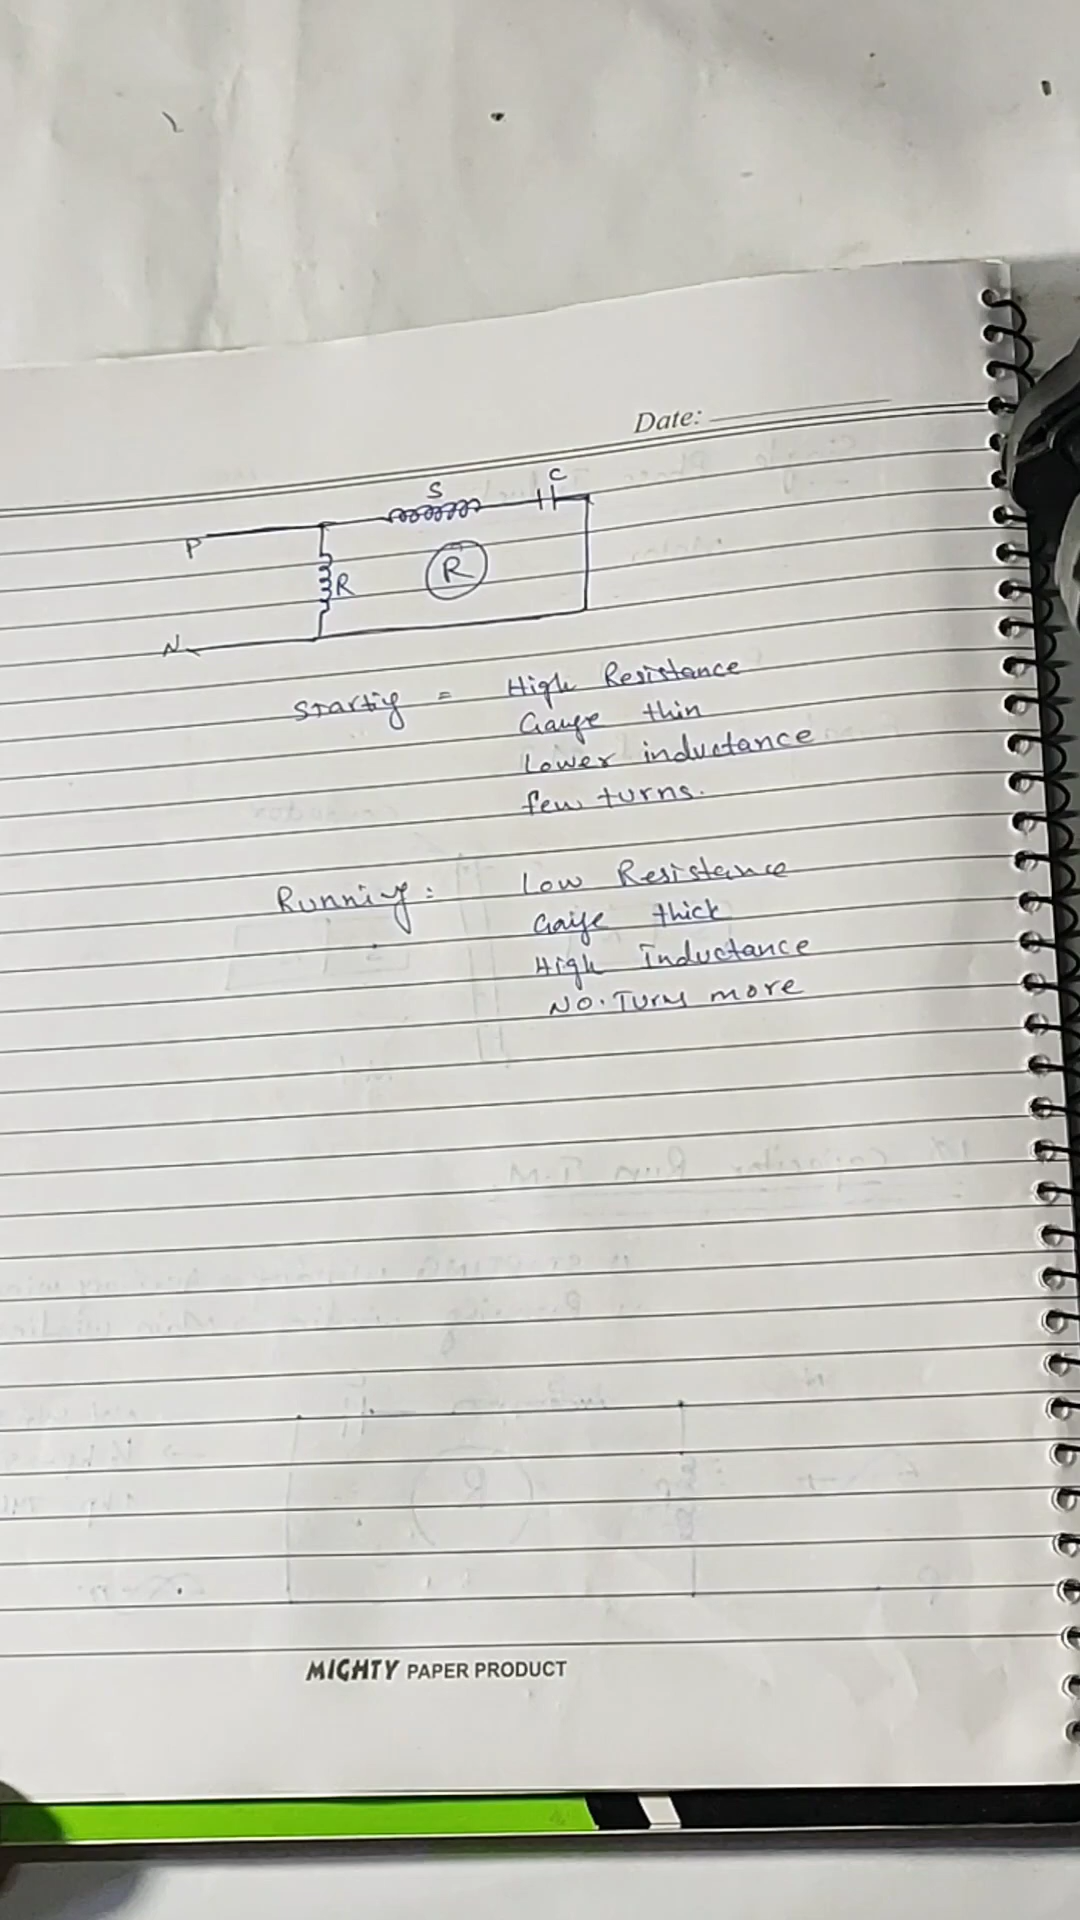 Date:
S
C
P
R
R
N
Startig = High Resistance
Gauge thin
Lower inductance
few turns.
Running : Low Resistance
Gauge thick
High Inductance
NO. Turns more
MIGHTY PAPER PRODUCT